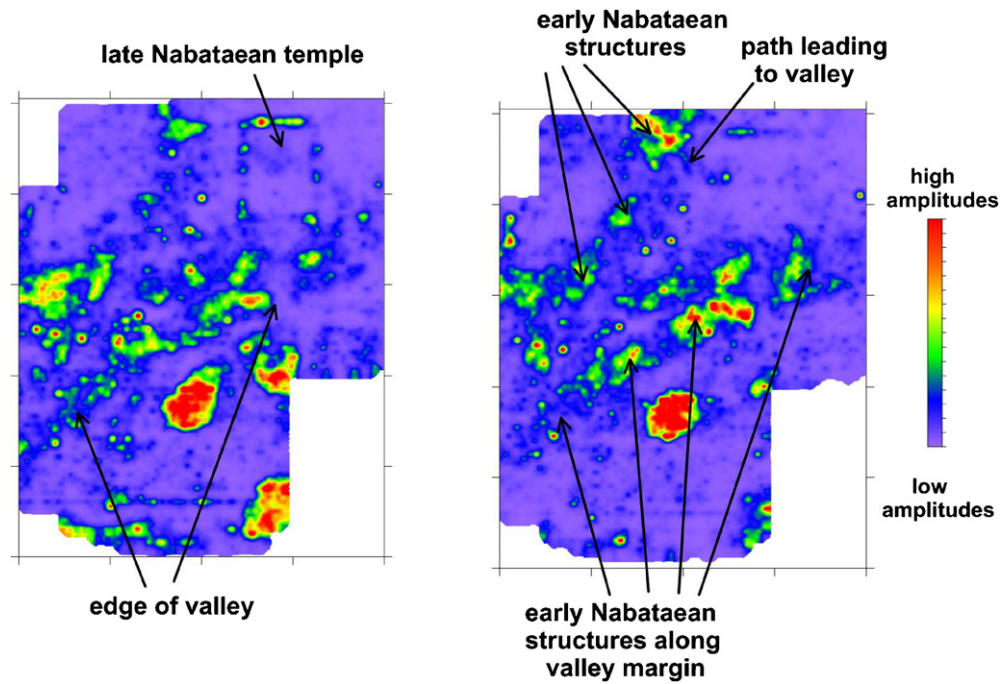 late Nabataean temple
early Nabataean
structures
path leading
to valley
high
amplitudes
low
amplitudes
edge of valley
early Nabataean
structures along
valley margin